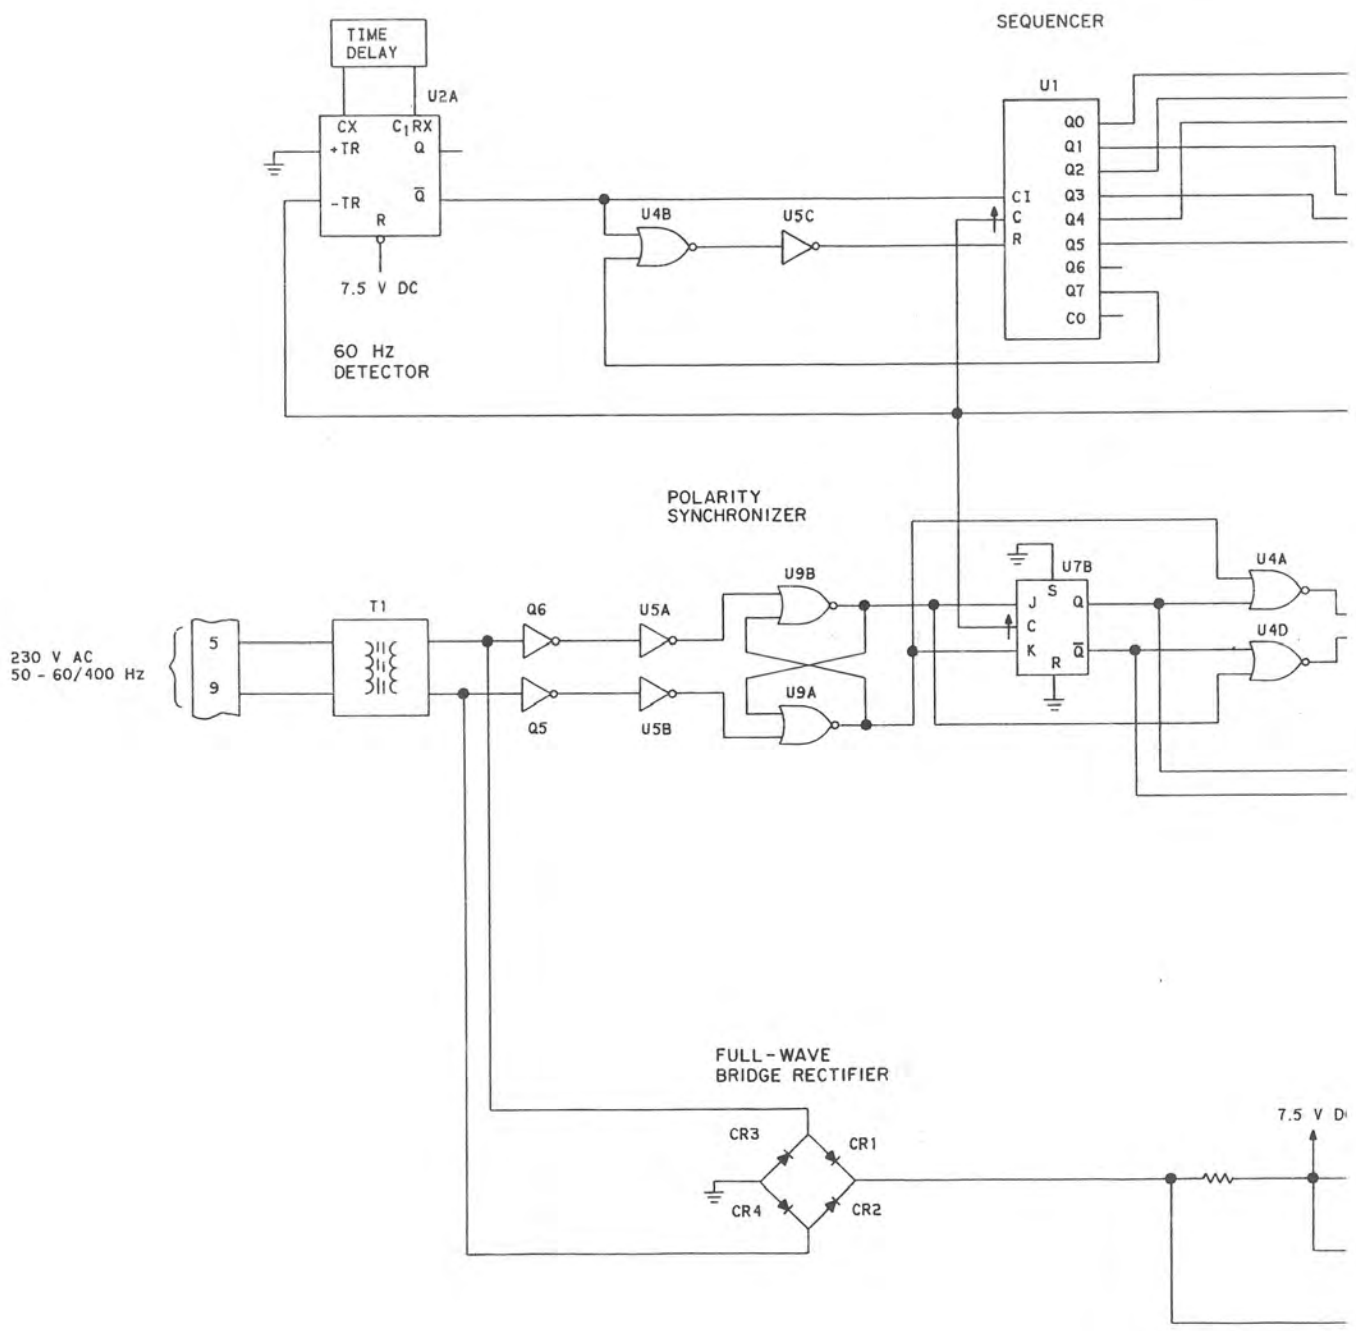 SEQUENCER
TIME
DELAY
U2A
U1
CX
C1RX
+TR
Q
-TR
Q̅
R
7.5 V DC
60 HZ
DETECTOR
U4B
U5C
CI
C
R
Q0
Q1
Q2
Q3
Q4
Q5
Q6
Q7
CO
POLARITY
SYNCHRONIZER
230 V AC
50 - 60/400 Hz
5
9
T1
Q6
Q5
U5A
U5B
U9B
U9A
U7B
S
J
Q
C
K
R
Q̅
U4A
U4D
FULL-WAVE
BRIDGE RECTIFIER
CR3
CR1
CR4
CR2
7.5 V D